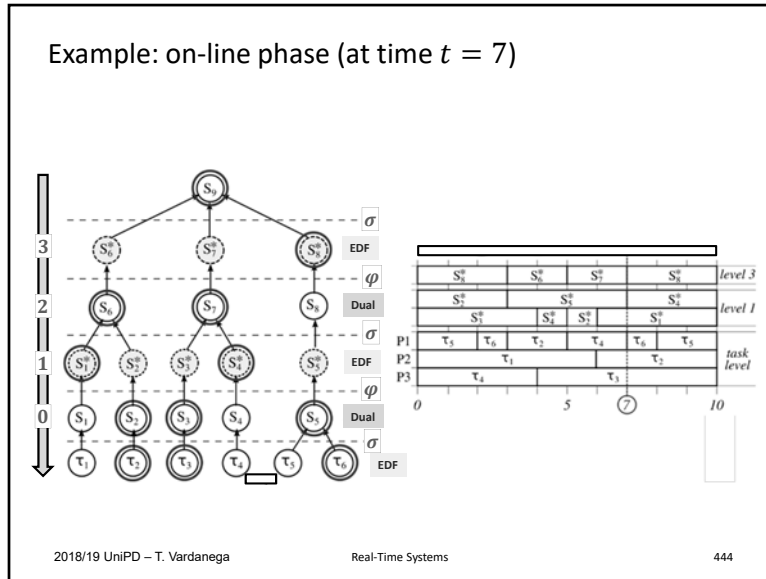 Example: on-line phase (at time t = 7)
S₉
σ
3 S₆* S₇* S₈* EDF
φ
2 S₆ S₇ S₈ Dual
σ
1 S₁* S₂* S₃* S₄* S₅* EDF
φ
0 S₁ S₂ S₃ S₄ S₅ Dual
σ
τ₁ τ₂ τ₃ τ₄ τ₅ τ₆ EDF
S₈* S₆* S₇* S₈* level 3
S₂* S₅* S₄* level 1
S₃* S₄* S₂* S₁*
P1 τ₅ τ₆ τ₂ τ₄ τ₆ τ₅ task
P2 τ₁ τ₂ level
P3 τ₄ τ₃
0 5 7 10
2018/19 UniPD – T. Vardanega Real-Time Systems 444